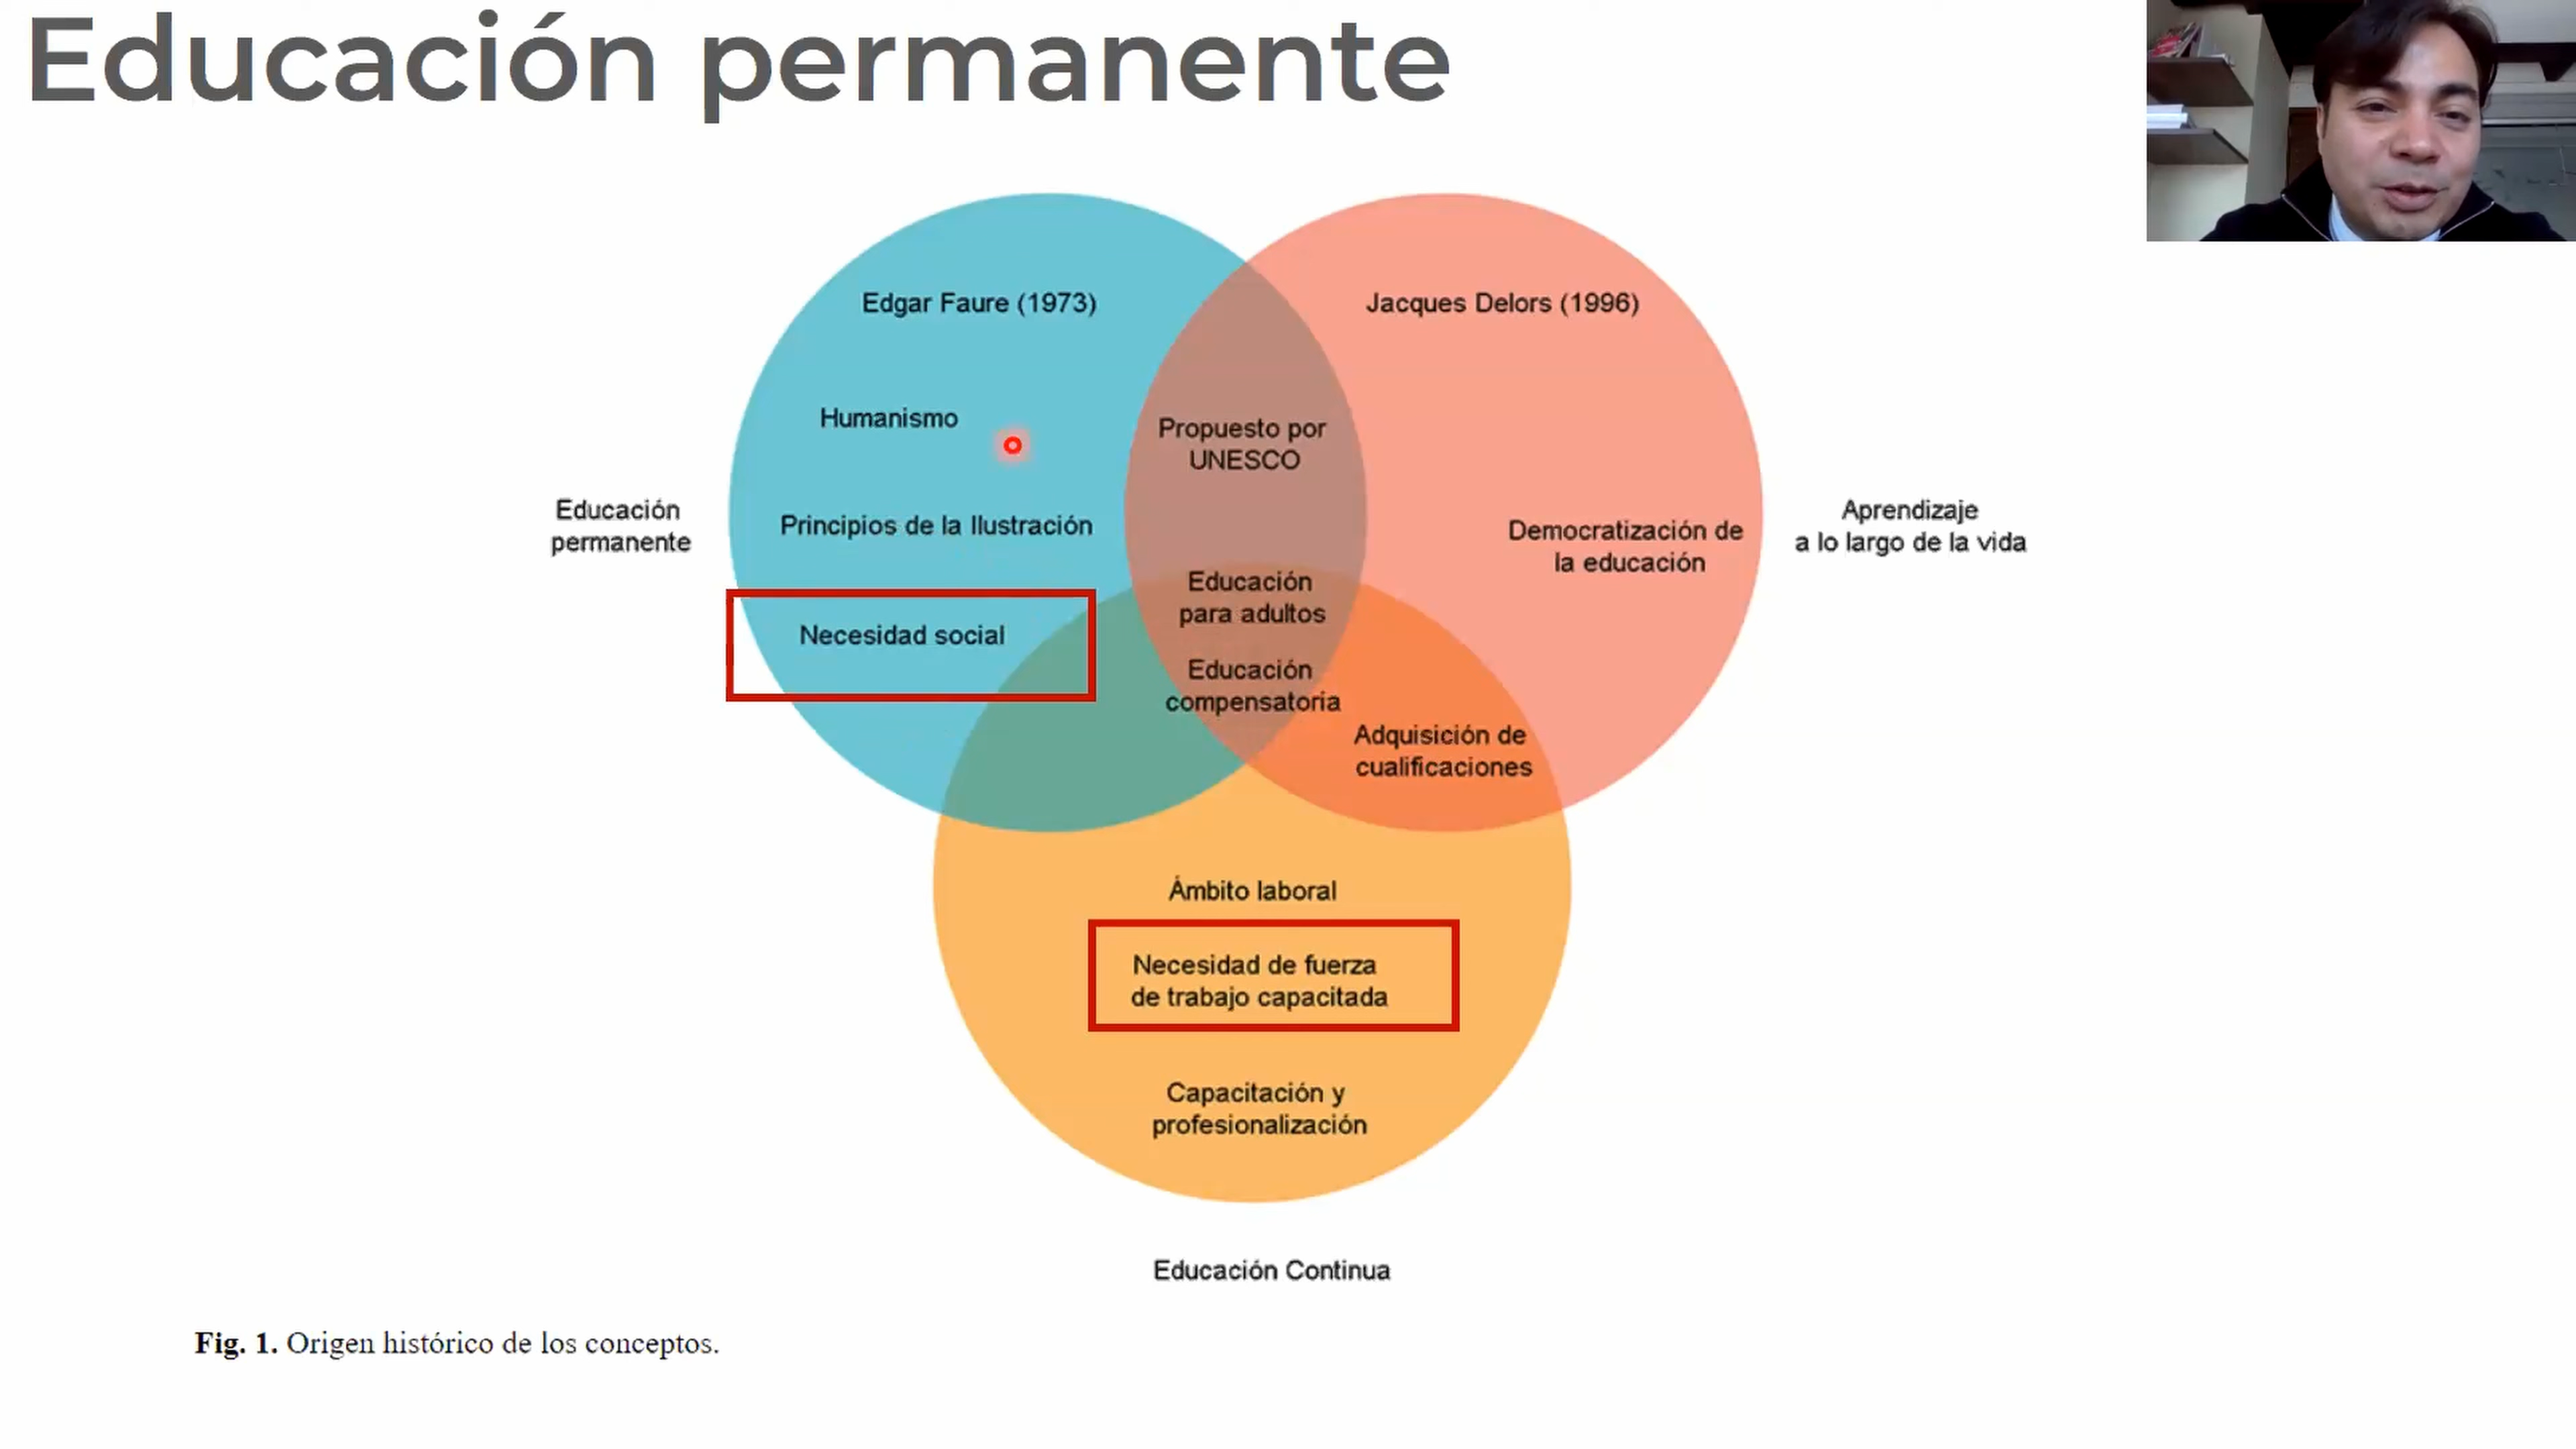 Educación permanente
Edgar Faure (1973)
Jacques Delors (1996)
Humanismo
Propuesto por
UNESCO
Educación
permanente
Principios de la Ilustración
Democratización de
la educación
Aprendizaje
a lo largo de la vida
Educación
para adultos
Necesidad social
Educación
compensatoria
Adquisición de
cualificaciones
Ámbito laboral
Necesidad de fuerza
de trabajo capacitada
Capacitación y
profesionalización
Educación Continua
Fig. 1. Origen histórico de los conceptos.